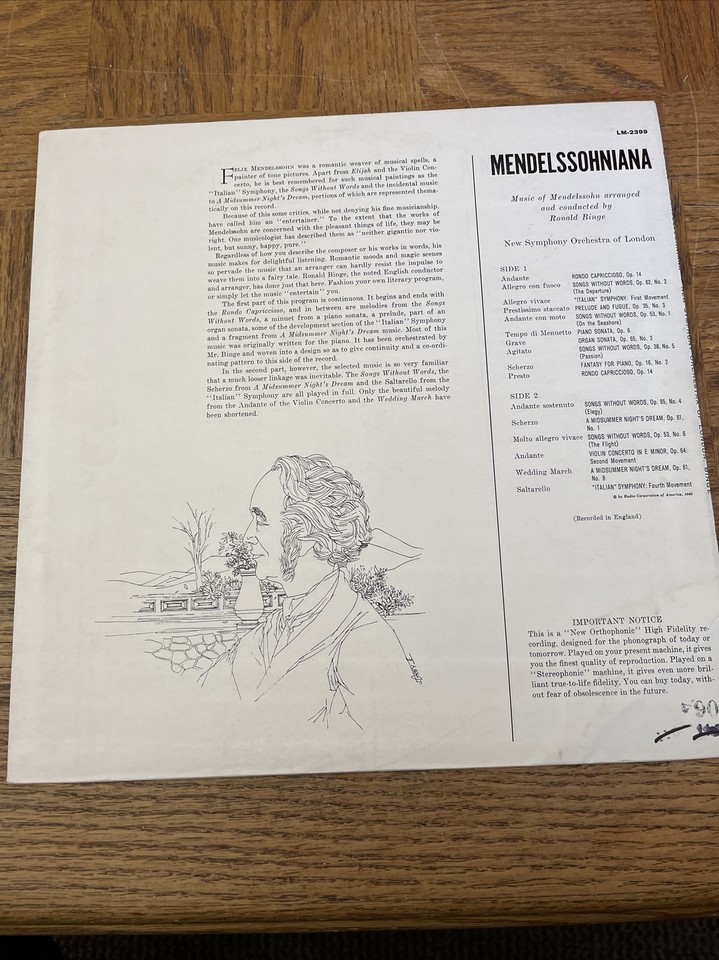 LM-2399
MENDELSSOHNIANA
Music of Mendelssohn arranged
and conducted by
Ronald Binge
New Symphony Orchestra of London
FELIX MENDELSSOHN was a romantic weaver of musical spells, a
painter of tone pictures. Apart from Elijah and the Violin Con-
certo, he is best remembered for such musical paintings as the
"Italian" Symphony, the Songs Without Words and the incidental music
to A Midsummer Night's Dream, portions of which are represented thema-
tically on this record.
Because of this some critics, while not denying his fine musicianship,
have called him an "entertainer." To the extent that the works of
Mendelssohn are concerned with the pleasant things of life, they may be
right. One musicologist has described them as "neither gigantic nor vio-
lent, but sunny, happy, pure."
Regardless of how you describe the composer or his works in words, his
music makes for delightful listening. Romantic moods and magic scenes
so pervade the music that an arranger can hardly resist the impulse to
weave them into a fairy tale. Ronald Binge, the noted English conductor
and arranger, has done just that here. Fashion your own literary program,
or simply let the music "entertain" you.
The first part of this program is continuous. It begins and ends with
the Rondo Capriccioso, and in between are melodies from the Songs
Without Words, a minuet from a piano sonata, a prelude, part of an
organ sonata, some of the development section of the "Italian" Symphony
and a fragment from A Midsummer Night's Dream music. Most of this
music was originally written for the piano. It has been orchestrated by
Mr. Binge and woven into a design so as to give continuity and a co-ordi-
nating pattern to this side of the record.
In the second part, however, the selected music is so very familiar
that a much looser linkage was inevitable. The Songs Without Words, the
Scherzo from A Midsummer Night's Dream and the Saltarello from the
"Italian" Symphony are all played in full. Only the beautiful melody
from the Andante of the Violin Concerto and the Wedding March have
been shortened.
SIDE 1
Andante RONDO CAPRICCIOSO, Op. 14
Allegro con fuoco SONGS WITHOUT WORDS, Op. 62, No. 2
(The Departure)
Allegro vivace "ITALIAN" SYMPHONY: First Movement
Prestissimo staccato PRELUDE AND FUGUE, Op. 35, No. 3
Andante con moto SONGS WITHOUT WORDS, Op. 53, No. 1
(On the Seashore)
Tempo di Menuetto PIANO SONATA, Op. 6
Grave ORGAN SONATA, Op. 65, No. 2
Agitato SONGS WITHOUT WORDS, Op. 38, No. 5
(Passion)
Scherzo FANTASY FOR PIANO, Op. 16, No. 2
Presto RONDO CAPRICCIOSO, Op. 14
SIDE 2
Andante sostenuto SONGS WITHOUT WORDS, Op. 85, No. 4
(Elegy)
Scherzo A MIDSUMMER NIGHT'S DREAM, Op. 61,
No. 1
Molto allegro vivace SONGS WITHOUT WORDS, Op. 53, No. 6
(The Flight)
Andante VIOLIN CONCERTO IN E MINOR, Op. 64:
Second Movement
Wedding March A MIDSUMMER NIGHT'S DREAM, Op. 61,
No. 9
Saltarello "ITALIAN" SYMPHONY: Fourth Movement
© by Radio Corporation of America, 1960
(Recorded in England)
IMPORTANT NOTICE
This is a "New Orthophonic" High Fidelity re-
cording, designed for the phonograph of today or
tomorrow. Played on your present machine, it gives
you the finest quality of reproduction. Played on a
"Stereophonic" machine, it gives even more bril-
liant true-to-life fidelity. You can buy today, with-
out fear of obsolescence in the future.